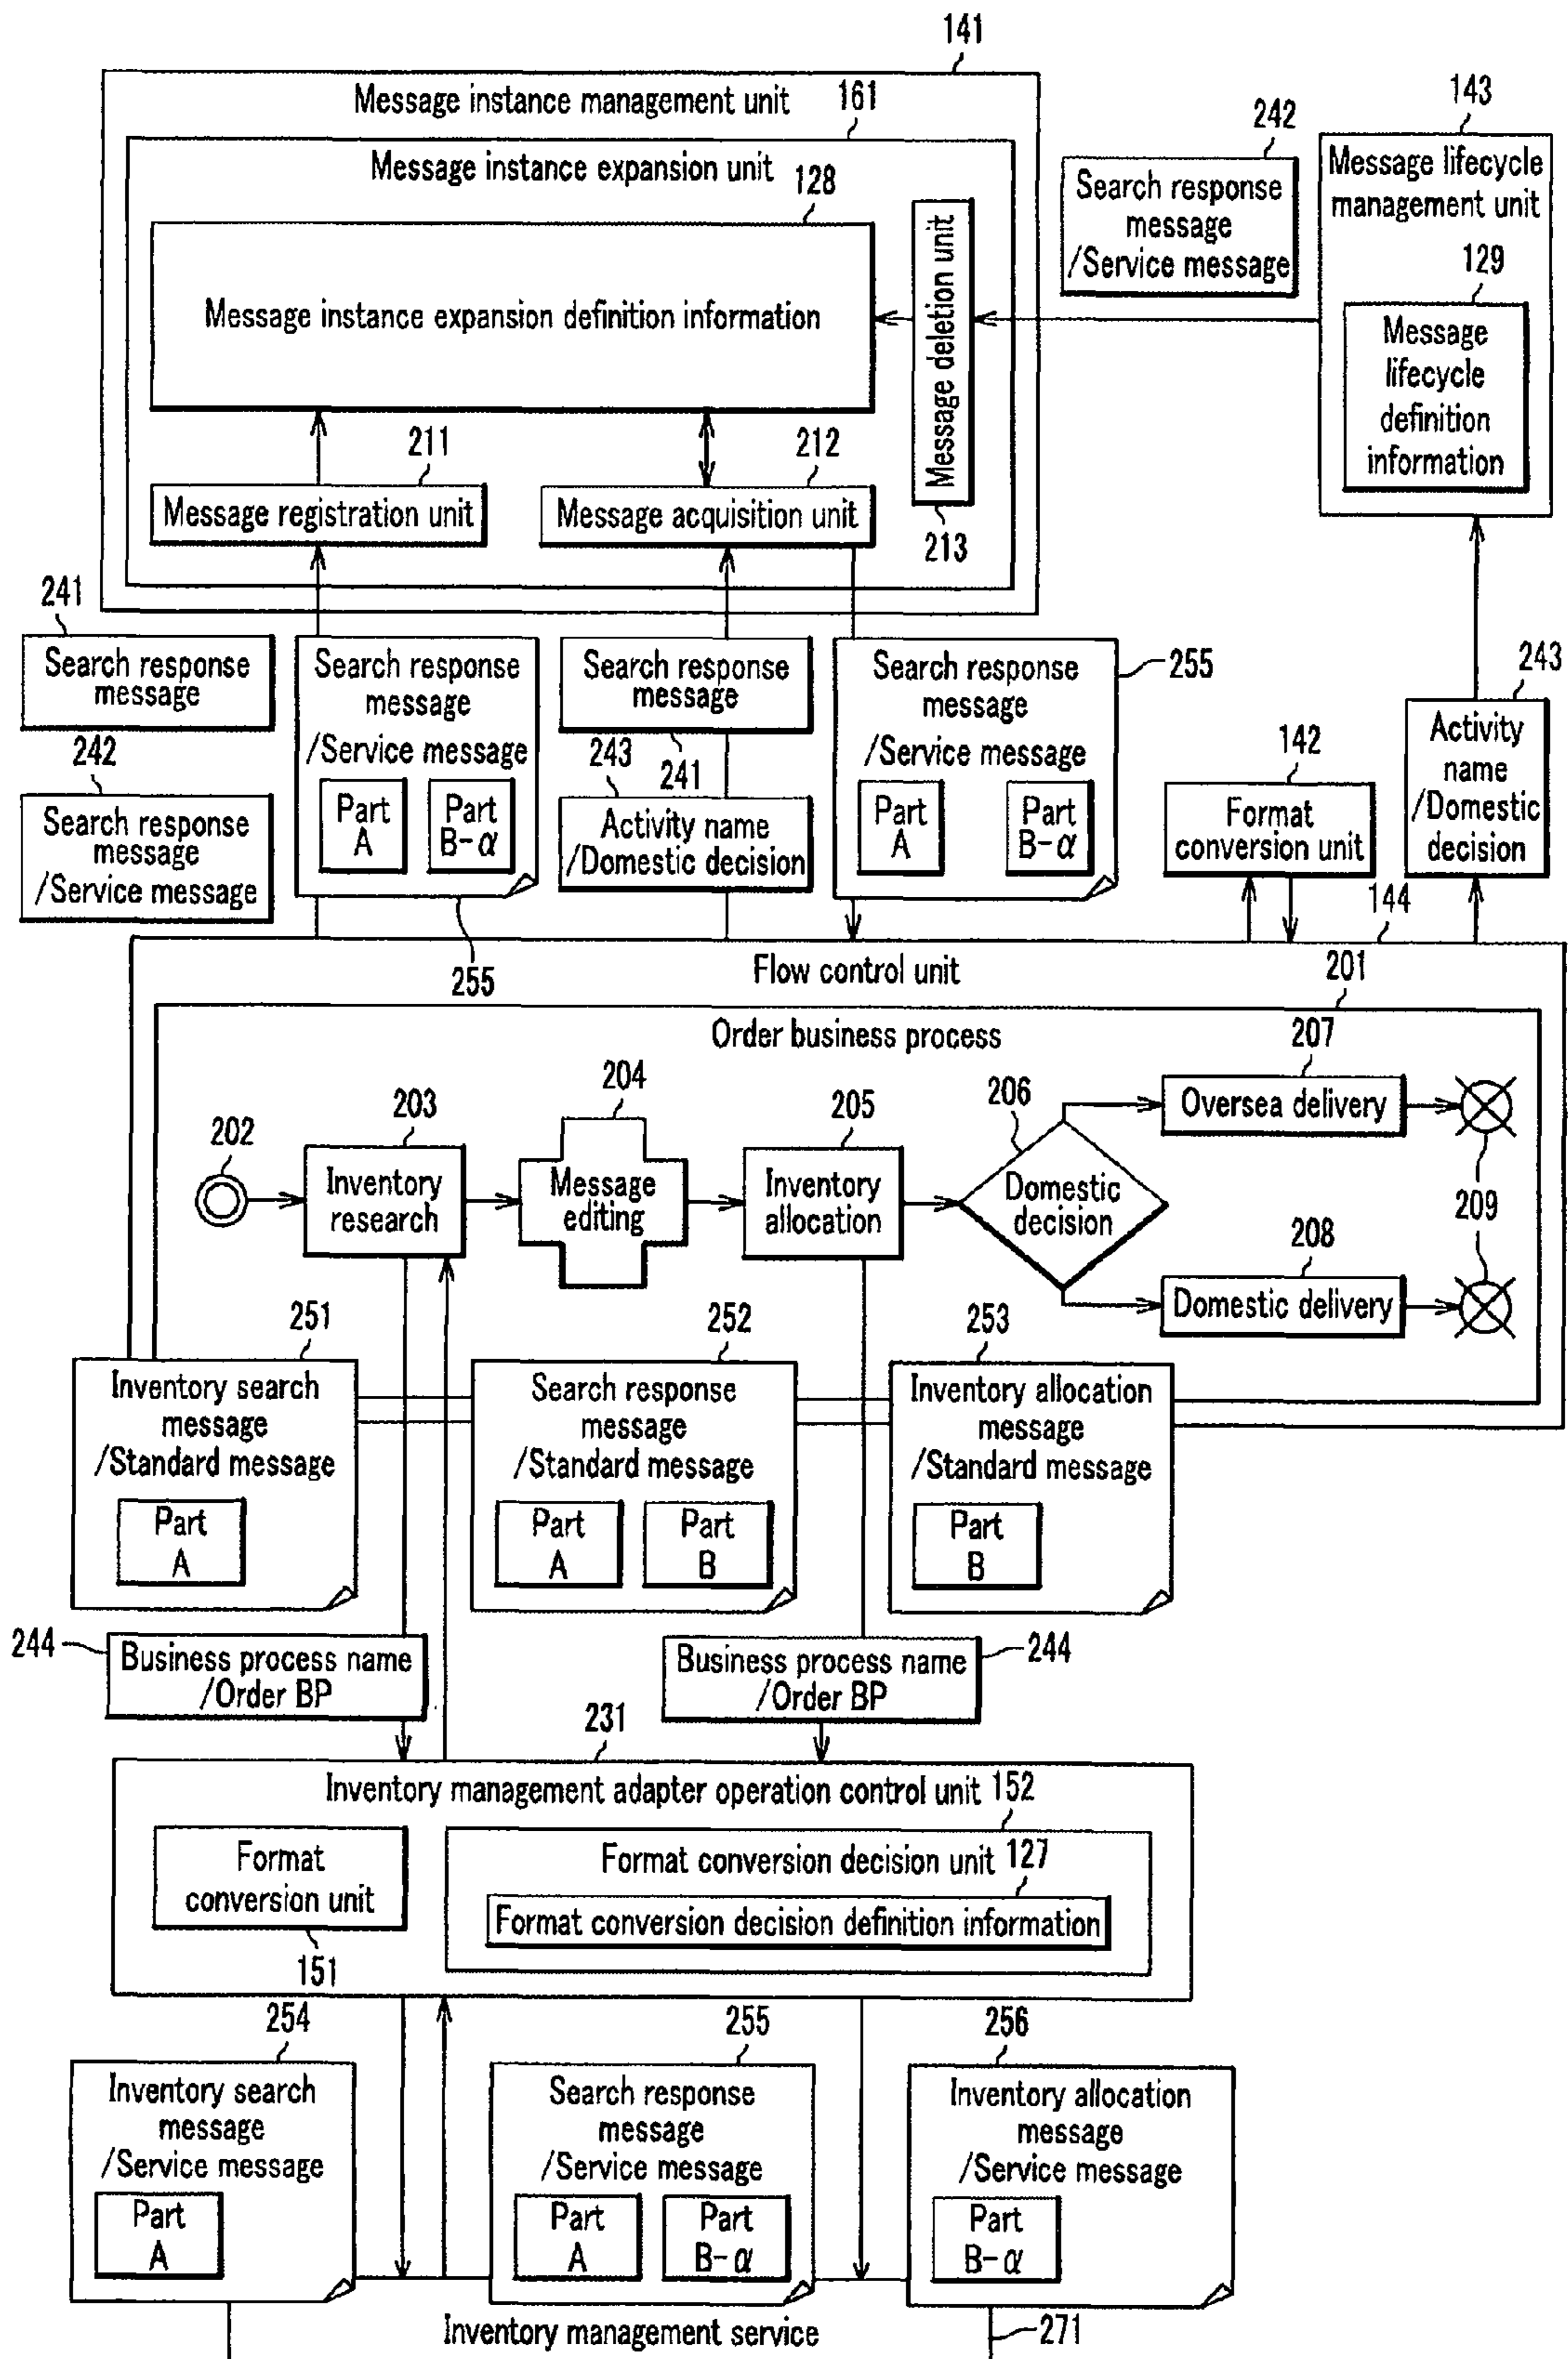 141
Message instance management unit
161
Message instance expansion unit
128
Message instance expansion definition information
Message deletion unit
213
211
Message registration unit
212
Message acquisition unit
242
Search response
message
/Service message
143
Message lifecycle
management unit
129
Message
lifecycle
definition
information
241
Search response
message
242
Search response
message
/Service message
Search response
message
/Service message
Part
A
Part
B-α
255
Search response
message
241
243
Activity name
/Domestic decision
Search response
message
/Service message
Part
A
Part
B-α
255
142
Format
conversion unit
243
Activity
name
/Domestic
decision
144
Flow control unit
201
Order business process
202
203
Inventory
research
204
Message
editing
205
Inventory
allocation
206
Domestic
decision
207
Oversea delivery
208
Domestic delivery
209
251
Inventory search
message
/Standard message
Part
A
252
Search response
message
/Standard message
Part
A
Part
B
253
Inventory allocation
message
/Standard message
Part
B
244
Business process name
/Order BP
Business process name
/Order BP
244
231
Inventory management adapter operation control unit
152
Format
conversion unit
151
Format conversion decision unit
127
Format conversion decision definition information
254
Inventory search
message
/Service message
Part
A
255
Search response
message
/Service message
Part
A
Part
B-α
256
Inventory allocation
message
/Service message
Part
B-α
Inventory management service
271